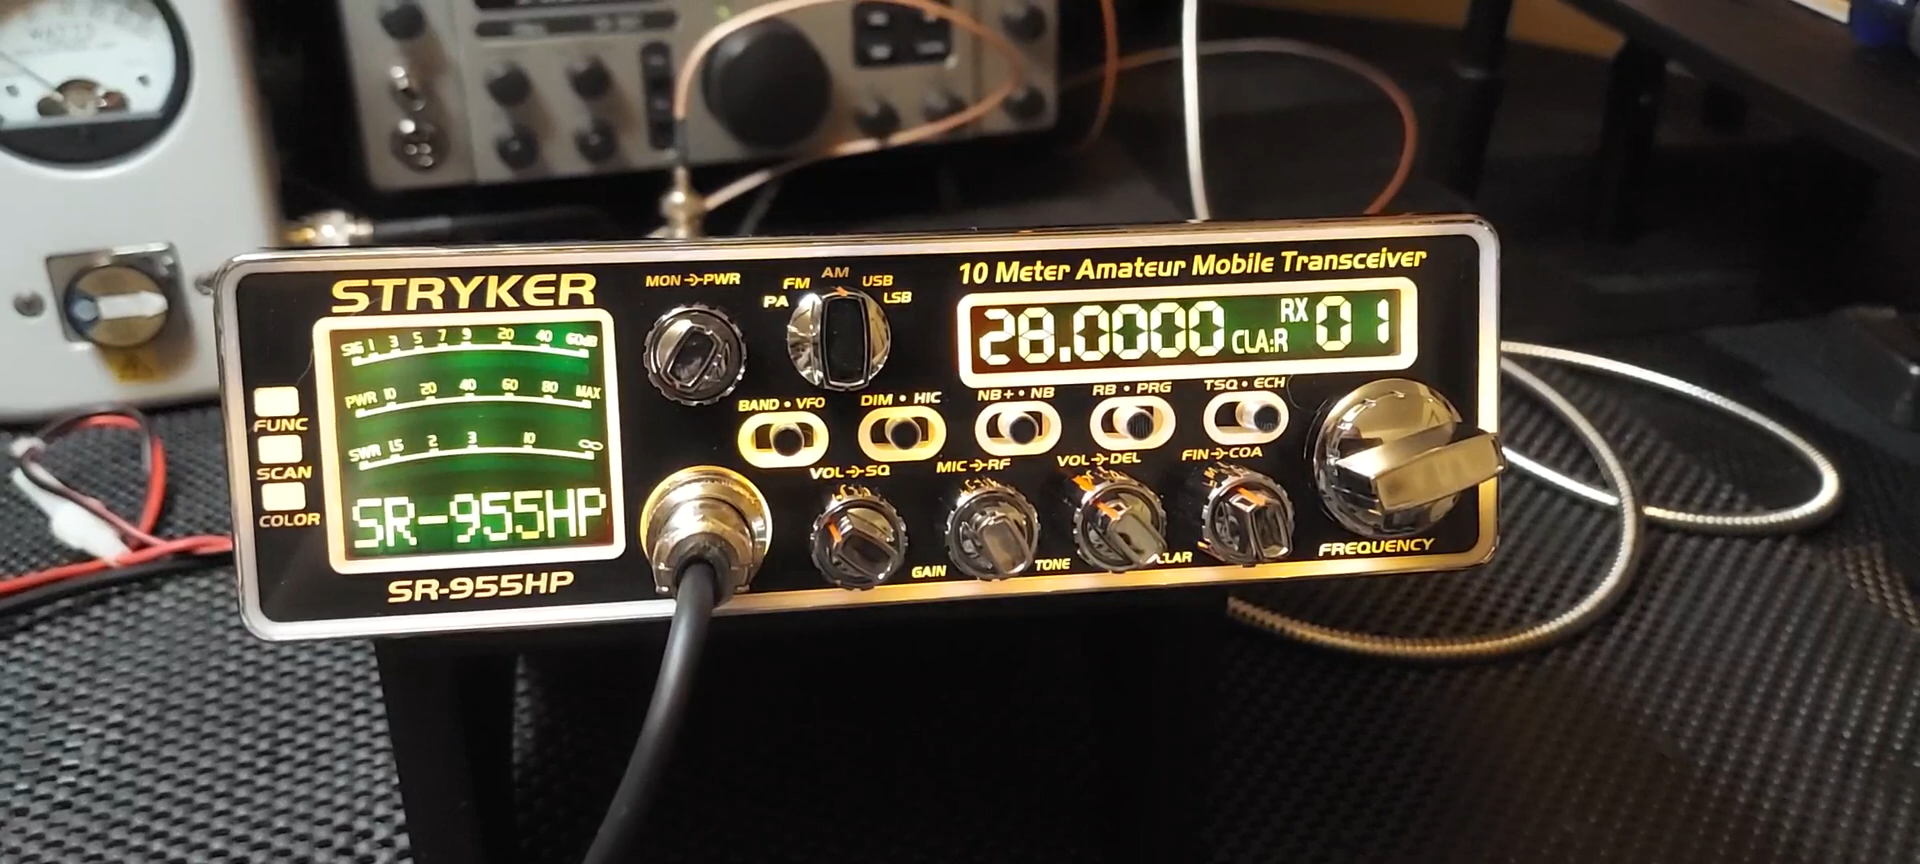 WATTS
STRYKER
SIG 1 3 5 7 9 20 40 60dB
PWR 10 20 40 60 80 MAX
SWR 1.5 2 3 10 ∞
SR-955HP
SR-955HP
FUNC
SCAN
COLOR
MON→PWR
PA FM AM USB LSB
10 Meter Amateur Mobile Transceiver
28.0000 CLA:R RX 01
BAND • VFO DIM • HIC NB+ • NB RB • PRG TSQ • ECH
VOL→SQ MIC→RF VOL→DEL FIN→COA
GAIN TONE CLAR
FREQUENCY